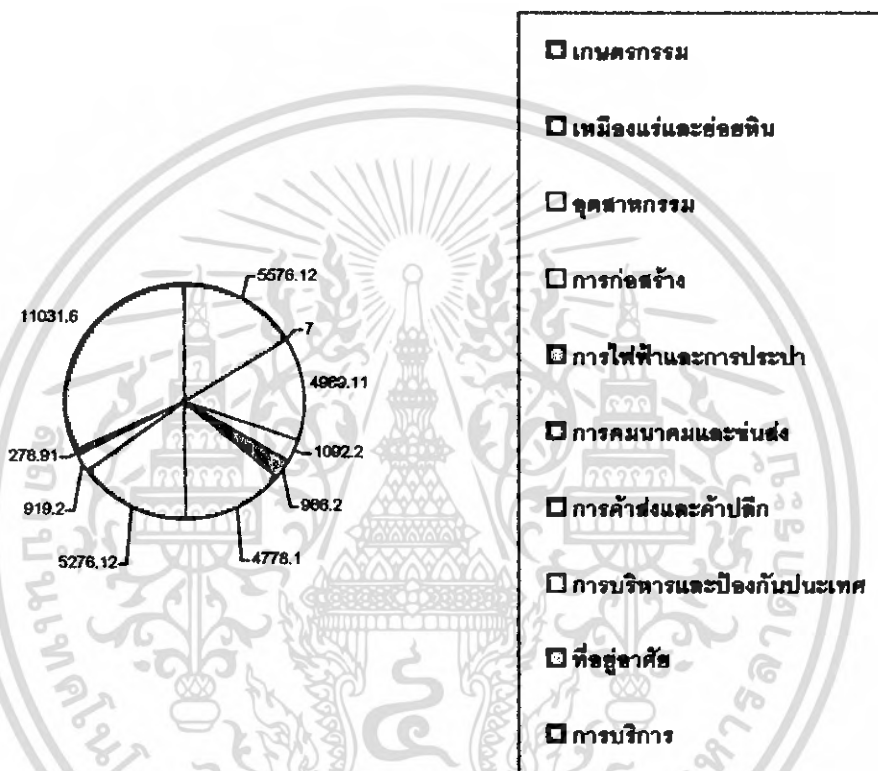 5576.12
7
4969.11
1092.2
966.2
4778.1
5276.12
919.2
278.91
11031.6
เกษตรกรรม
เหมืองแร่และย่อยหิน
อุตสาหกรรม
การก่อสร้าง
การไฟฟ้าและการประปา
การคมนาคมและขนส่ง
การค้าส่งและค้าปลีก
การบริหารและป้องกันปนะเทศ
ที่อยู่อาศัย
การบริการ